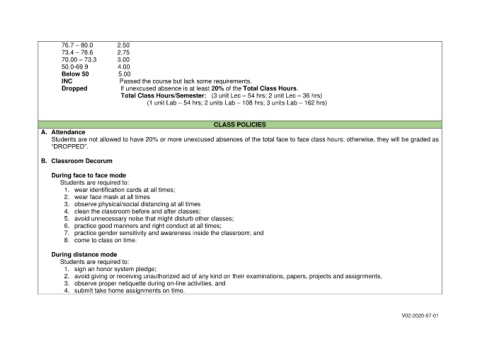 76.7 – 80.0 2.50
73.4 – 76.6 2.75
70.00 – 73.3 3.00
50.0-69.9 4.00
Below 50 5.00
INC Passed the course but lack some requirements.
Dropped If unexcused absence is at least 20% of the Total Class Hours.
Total Class Hours/Semester: (3 unit Lec – 54 hrs; 2 unit Lec – 36 hrs)
(1 unit Lab – 54 hrs; 2 units Lab – 108 hrs; 3 units Lab – 162 hrs)
CLASS POLICIES
A. Attendance
Students are not allowed to have 20% or more unexcused absences of the total face to face class hours; otherwise, they will be graded as
“DROPPED”.
B. Classroom Decorum
During face to face mode
Students are required to:
1. wear identification cards at all times;
2. wear face mask at all times
3. observe physical/social distancing at all times
4. clean the classroom before and after classes;
5. avoid unnecessary noise that might disturb other classes;
6. practice good manners and right conduct at all times;
7. practice gender sensitivity and awareness inside the classroom; and
8. come to class on time.
During distance mode
Students are required to:
1. sign an honor system pledge;
2. avoid giving or receiving unauthorized aid of any kind on their examinations, papers, projects and assignments,
3. observe proper netiquette during on-line activities, and
4. submit take home assignments on time.
V02-2020-07-01